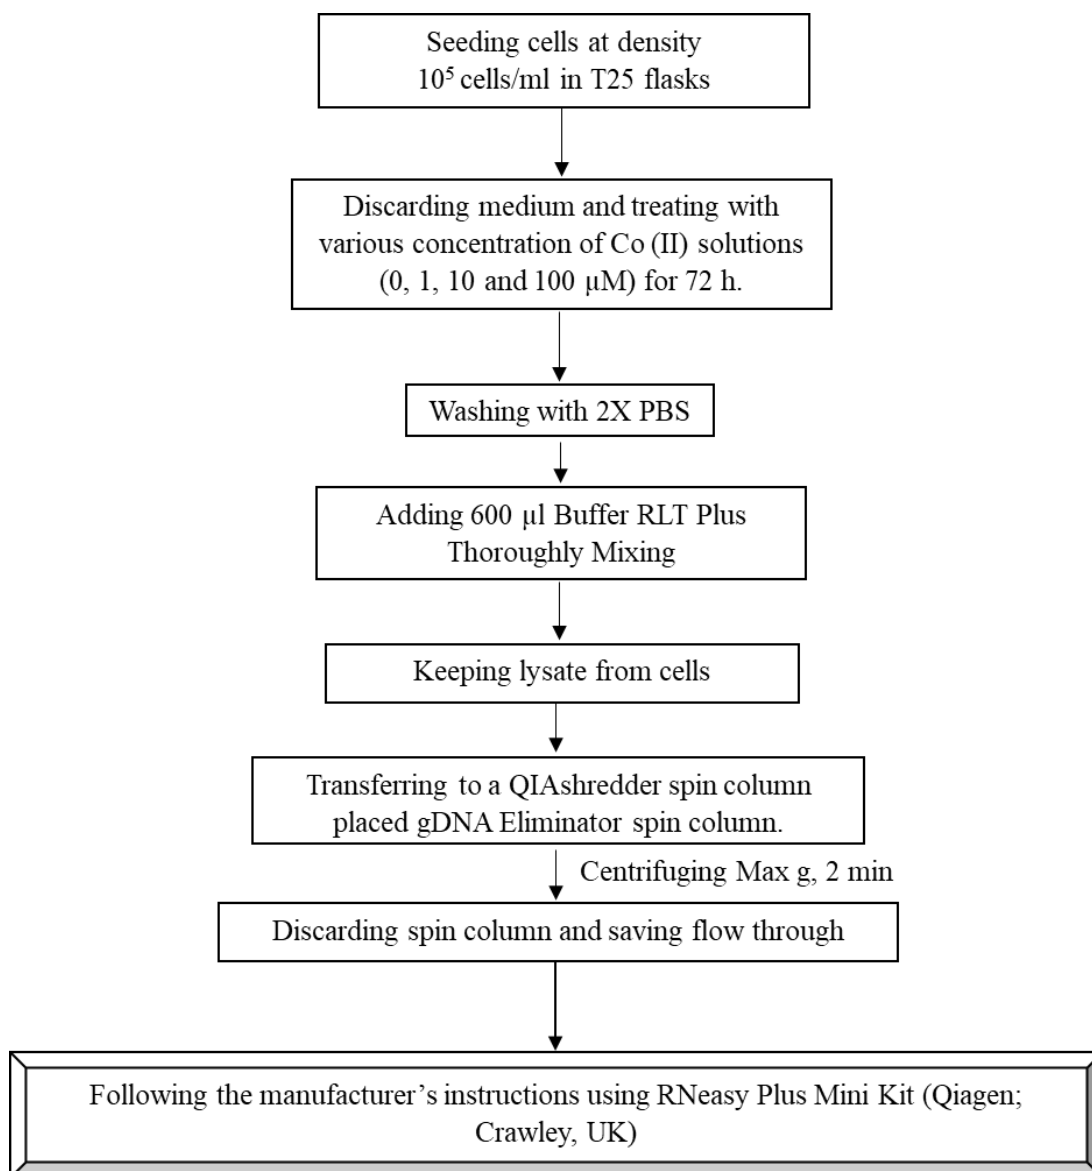 Seeding cells at density
10⁵ cells/ml in T25 flasks
Discarding medium and treating with
various concentration of Co (II) solutions
(0, 1, 10 and 100 µM) for 72 h.
Washing with 2X PBS
Adding 600 µl Buffer RLT Plus
Thoroughly Mixing
Keeping lysate from cells
Transferring to a QIAshredder spin column
placed gDNA Eliminator spin column.
Centrifuging Max g, 2 min
Discarding spin column and saving flow through
Following the manufacturer’s instructions using RNeasy Plus Mini Kit (Qiagen;
Crawley, UK)